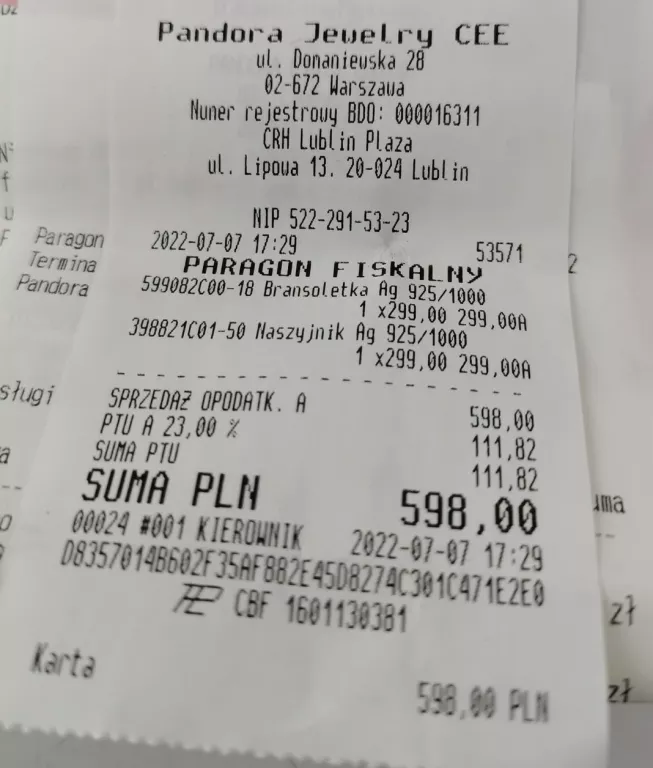 Pandora Jewelry CEE
ul. Domaniewska 28
02-672 Warszawa
Numer rejestrowy BDO: 000016311
CRH Lublin Plaza
ul. Lipowa 13. 20-024 Lublin
NIP 522-291-53-23
2022-07-07 17:29 53571
PARAGON FISKALNY
599082C00-18 Bransoletka Ag 925/1000
1 x299,00 299,00A
398821C01-50 Naszyjnik Ag 925/1000
1 x299,00 299,00A
SPRZEDAŻ OPODATK. A 598,00
PTU A 23,00 % 111,82
SUMA PTU 111,82
SUMA PLN 598,00
00024 #001 KIEROWNIK 2022-07-07 17:29
D8357014B602F35AF882E45D8274C301C471E2E0
CBF 1601130381
Karta 598,00 PLN
Paragon
Termina
Pandora
sługi
2
uma
zł
zł